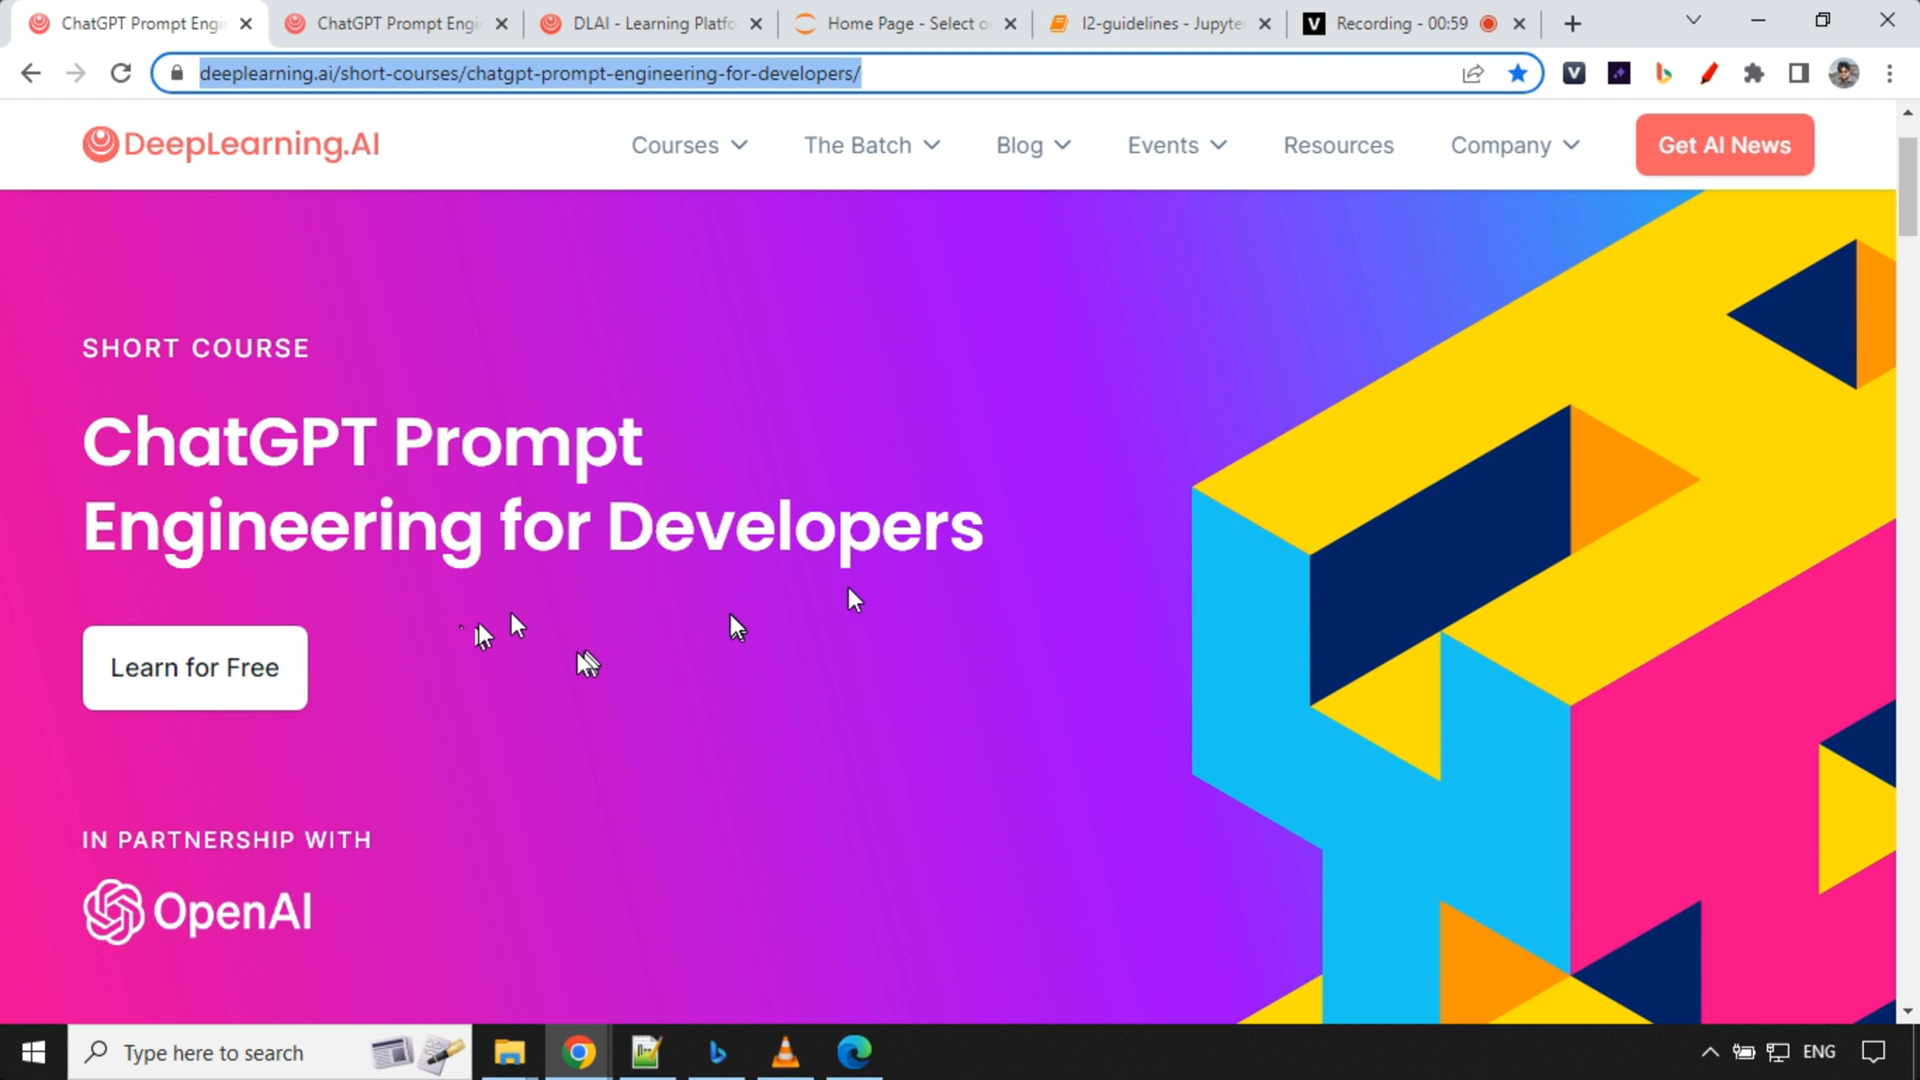 ChatGPT Prompt Engi
ChatGPT Prompt Engi
DLAI - Learning Platfo
Home Page - Select o
l2-guidelines - Jupyte
V
Recording - 00:59
deeplearning.ai/short-courses/chatgpt-prompt-engineering-for-developers/
V
DeepLearning.AI
Courses
The Batch
Blog
Events
Resources
Company
Get AI News
SHORT COURSE
ChatGPT Prompt
Engineering for Developers
Learn for Free
IN PARTNERSHIP WITH
OpenAI
Type here to search
ENG